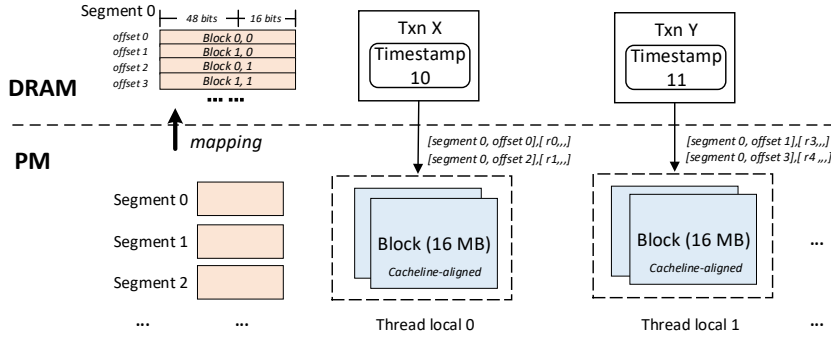 Segment 0
48 bits
16 bits
offset 0
Block 0, 0
offset 1
Block 1, 0
offset 2
Block 0, 1
offset 3
Block 1, 1
... ...
DRAM
mapping
PM
Txn X
Timestamp
10
[segment 0, offset 0],[ r0,,,]
[segment 0, offset 2],[ r1,,,]
Txn Y
Timestamp
11
[segment 0, offset 1],[ r3,,,]
[segment 0, offset 3],[ r4 ,,,]
Segment 0
Segment 1
Segment 2
...
...
Block (16 MB)
Cacheline-aligned
Thread local 0
Block (16 MB)
Cacheline-aligned
Thread local 1
...
...